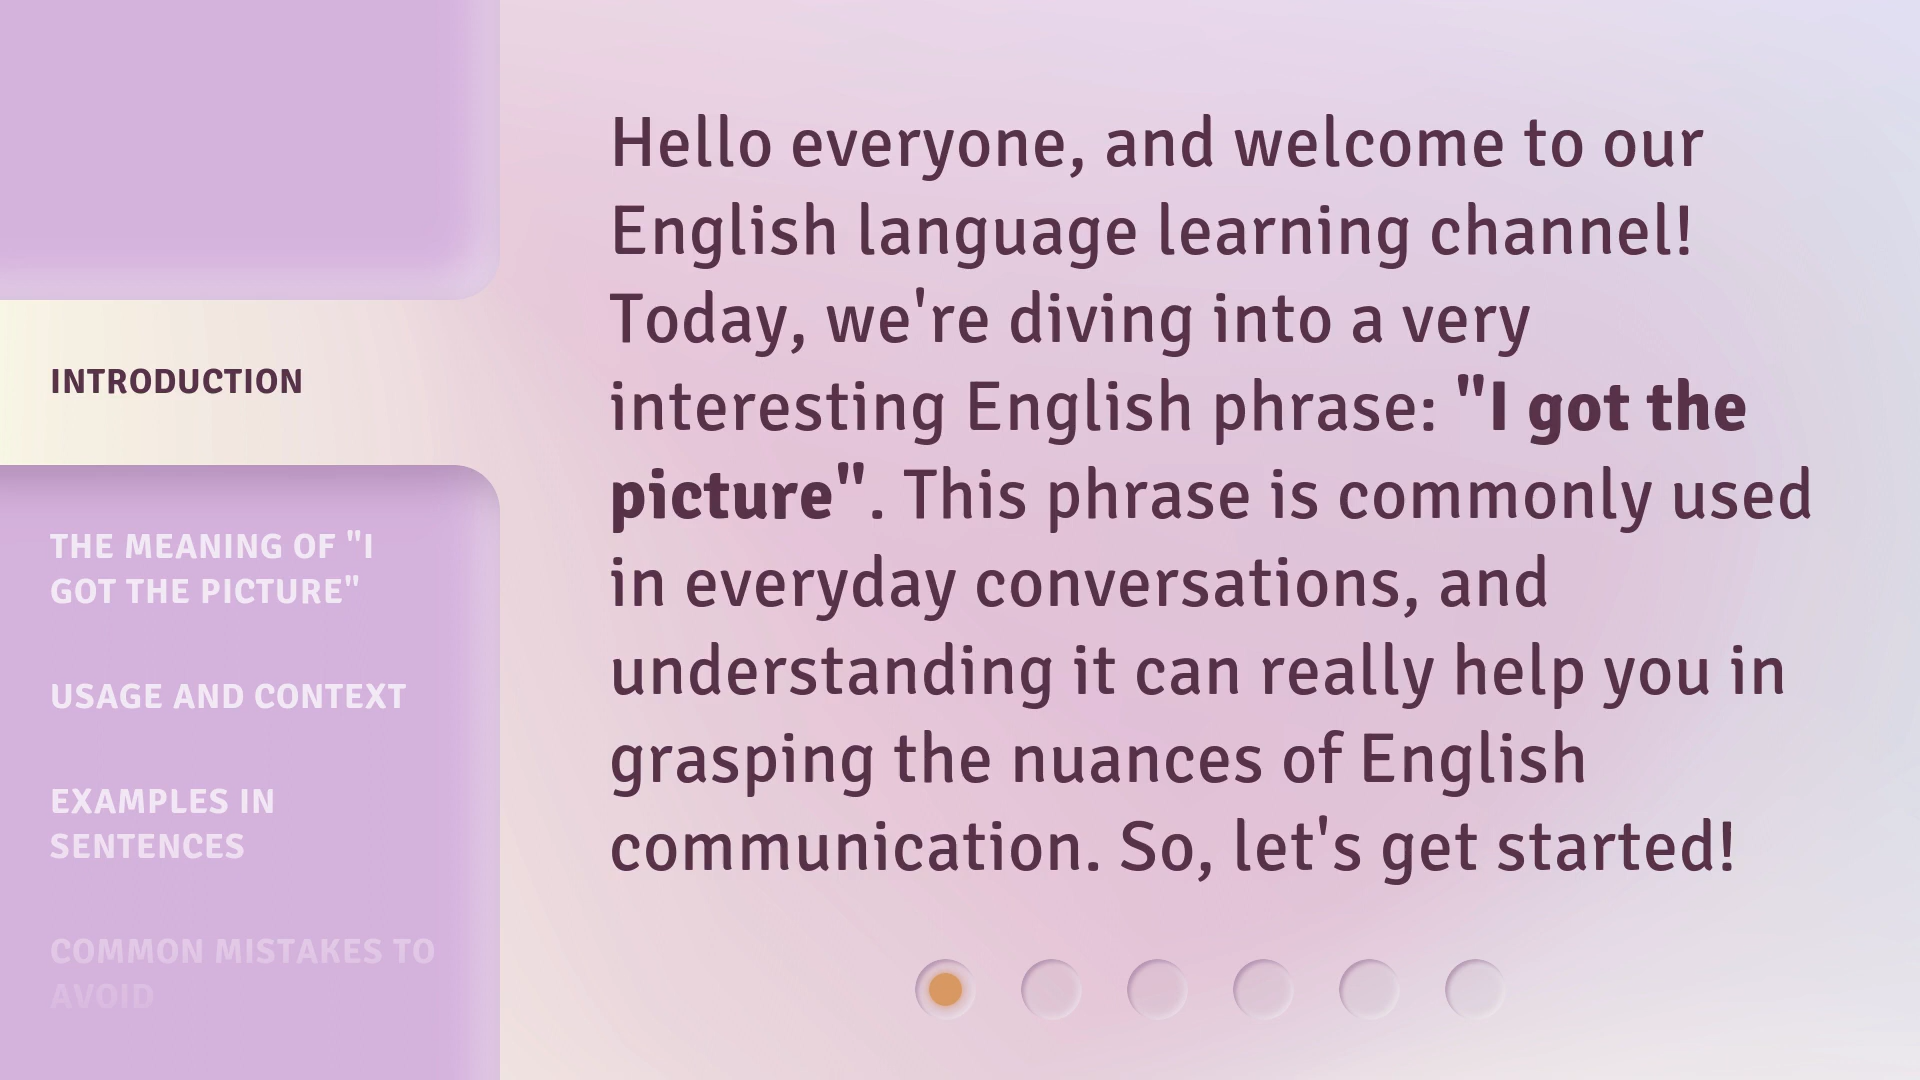 INTRODUCTION
THE MEANING OF "I
GOT THE PICTURE"
USAGE AND CONTEXT
EXAMPLES IN
SENTENCES
COMMON MISTAKES TO
AVOID
Hello everyone, and welcome to our
English language learning channel!
Today, we're diving into a very
interesting English phrase: "I got the
picture". This phrase is commonly used
in everyday conversations, and
understanding it can really help you in
grasping the nuances of English
communication. So, let's get started!